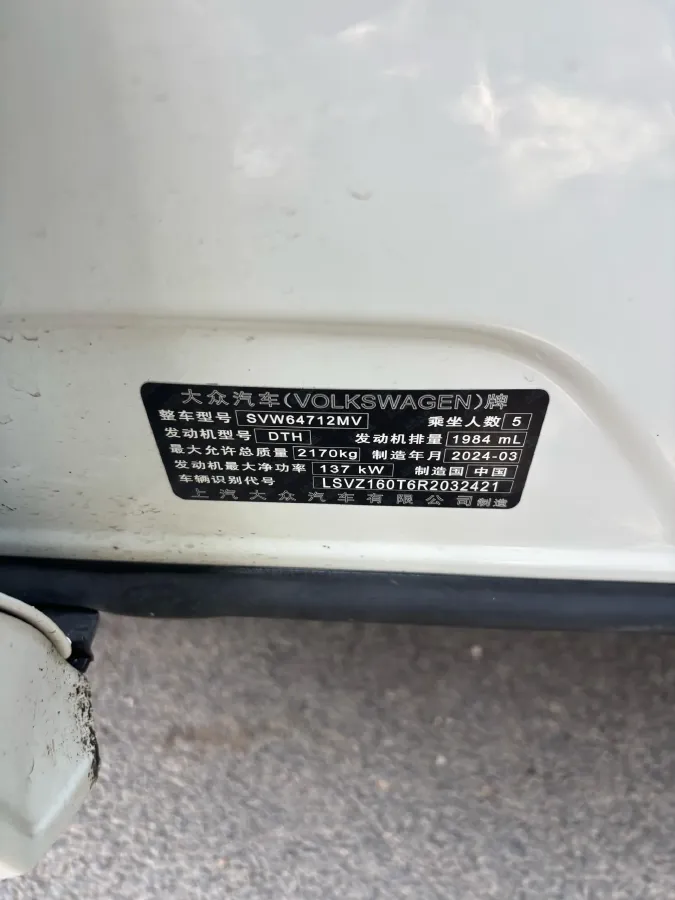 大众汽车(VOLKSWAGEN)牌
整车型号 SVW64712MV 乘坐人数 5
发动机型号 DTH 发动机排量 1984 mL
最大允许总质量 2170kg 制造年月 2024-03
发动机最大净功率 137 kW 制造国 中国
车辆识别代号 LSVZ160T6R2032421
上汽大众汽车有限公司制造